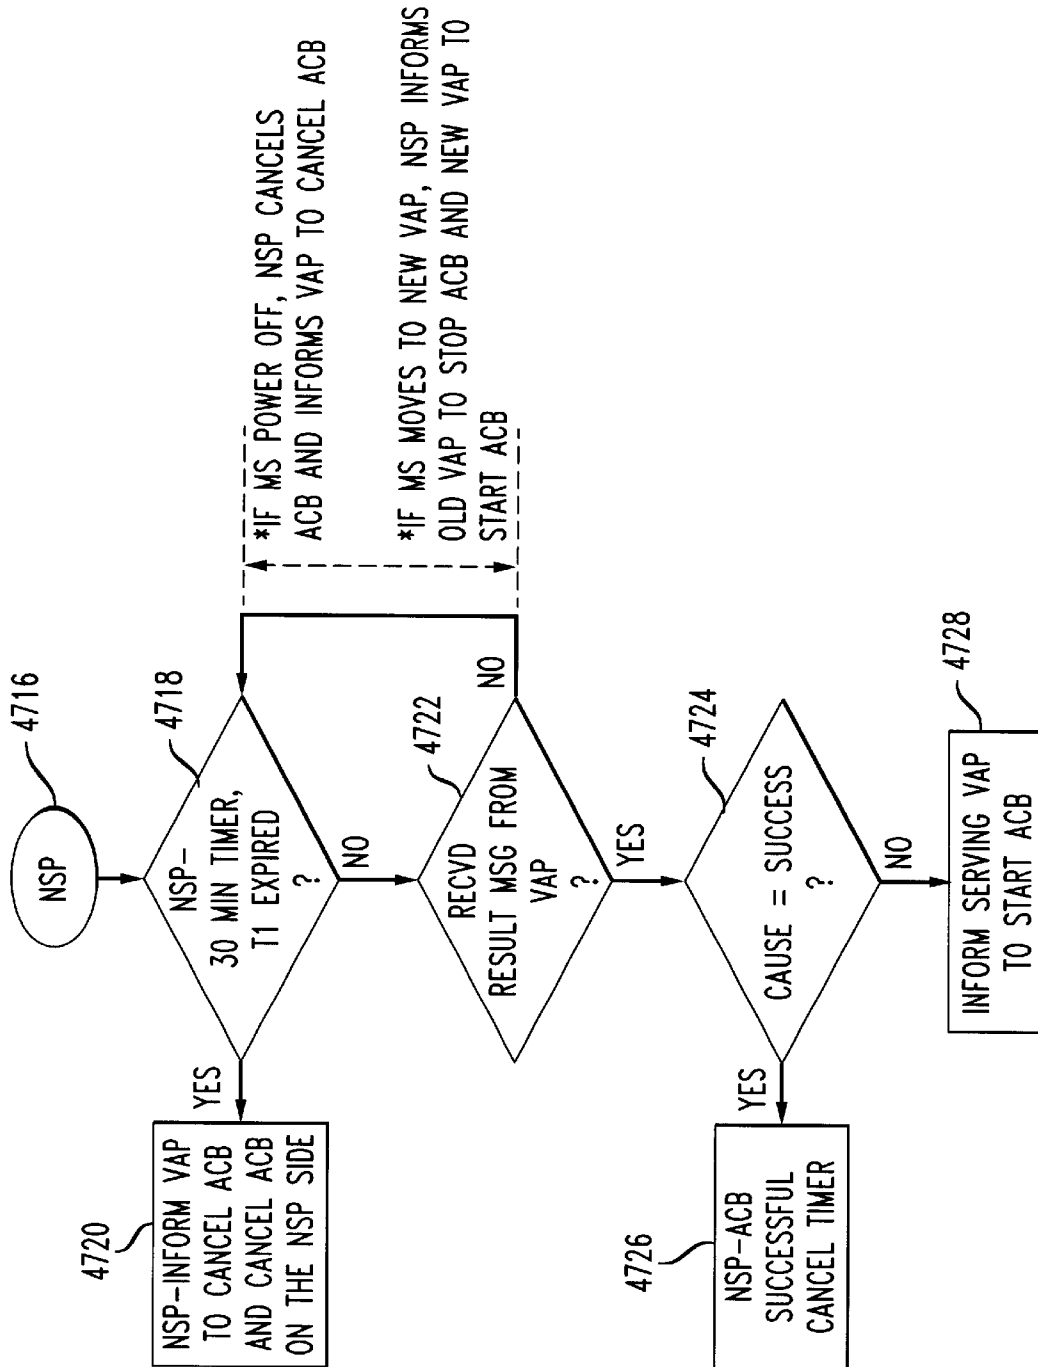 NSP
4716
NSP-
30 MIN TIMER,
T1 EXPIRED
?
4718
YES
NO
NSP-INFORM VAP
TO CANCEL ACB
AND CANCEL ACB
ON THE NSP SIDE
4720
*IF MS POWER OFF, NSP CANCELS
ACB AND INFORMS VAP TO CANCEL ACB
*IF MS MOVES TO NEW VAP, NSP INFORMS
OLD VAP TO STOP ACB AND NEW VAP TO
START ACB
RECVD
RESULT MSG FROM
VAP
?
4722
NO
YES
CAUSE = SUCCESS
?
4724
YES
NO
NSP-ACB
SUCCESSFUL
CANCEL TIMER
4726
INFORM SERVING VAP
TO START ACB
4728